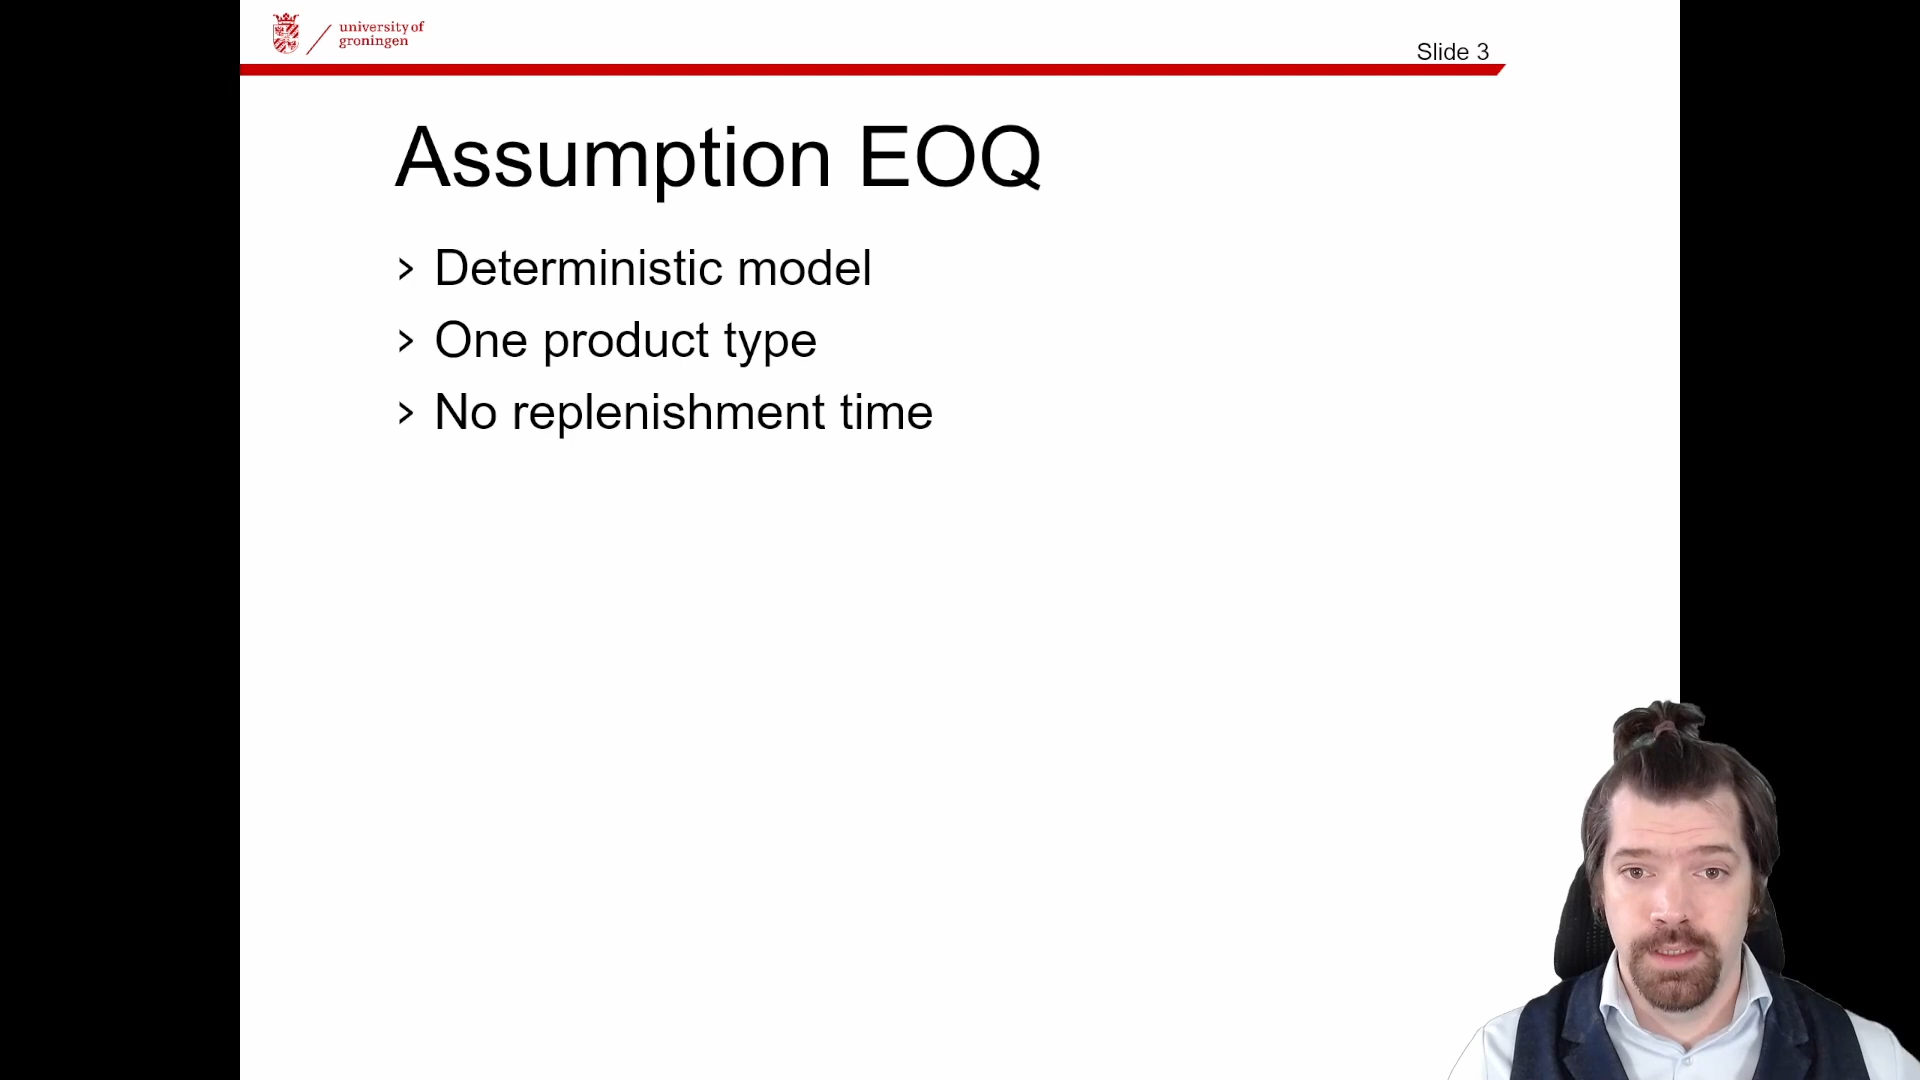 university of
groningen
Slide 3
Assumption EOQ
› Deterministic model
› One product type
› No replenishment time